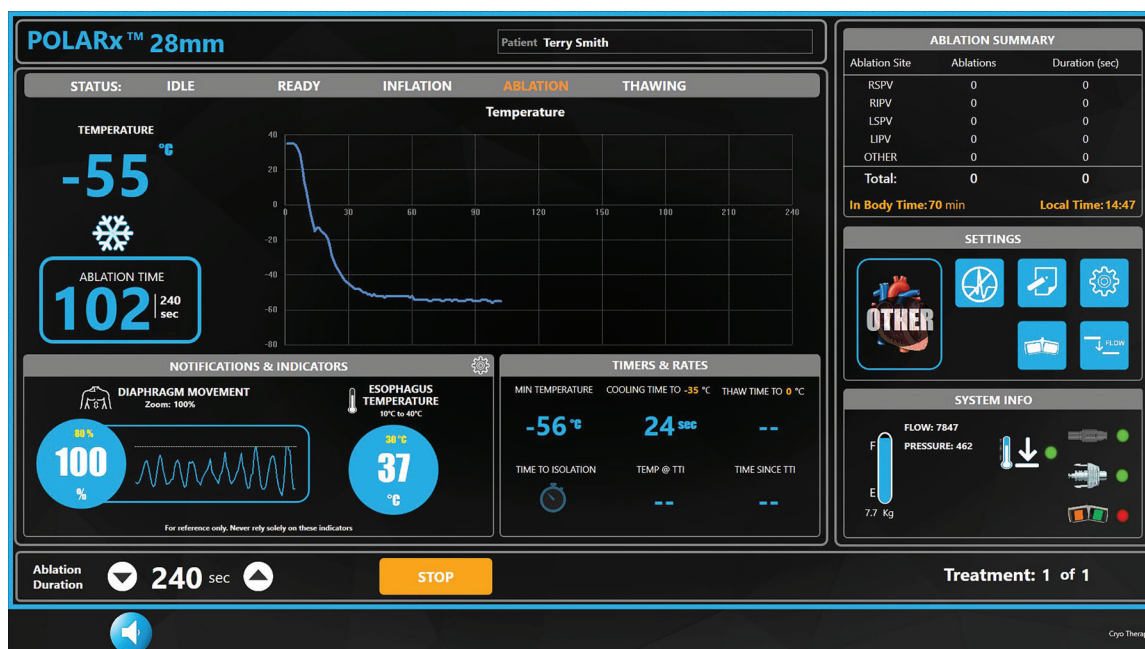 POLARx™ 28mm
Patient Terry Smith
STATUS: IDLE READY INFLATION ABLATION THAWING
TEMPERATURE
-55 °C
ABLATION TIME
102 240 sec
Temperature
40
20
0
-20
-40
-60
-80
0 30 60 90 120 150 180 210 240
NOTIFICATIONS & INDICATORS
DIAPHRAGM MOVEMENT
Zoom: 100%
80 %
100
%
ESOPHAGUS
TEMPERATURE
10°C to 40°C
30 °C
37
°C
For reference only. Never rely solely on these indicators
TIMERS & RATES
MIN TEMPERATURE COOLING TIME TO -35 °C THAW TIME TO 0 °C
-56 °C 24 sec --
TIME TO ISOLATION TEMP @ TTI TIME SINCE TTI
-- --
ABLATION SUMMARY
Ablation Site Ablations Duration (sec)
RSPV 0 0
RIPV 0 0
LSPV 0 0
LIPV 0 0
OTHER 0 0
Total: 0 0
In Body Time: 70 min Local Time: 14:47
SETTINGS
OTHER
FLOW
SYSTEM INFO
FLOW: 7847
PRESSURE: 462
F
E
7.7 Kg
Ablation
Duration
240 sec
STOP
Treatment: 1 of 1